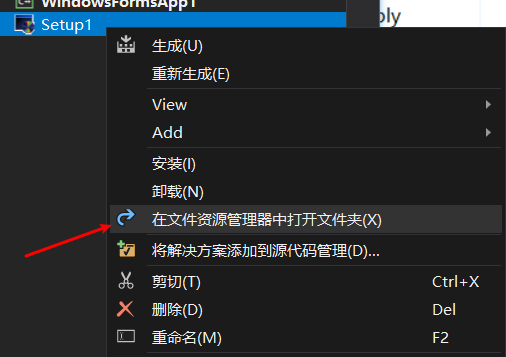 WindowsFormsApp1
Setup1
bly
生成(U)
重新生成(E)
View
Add
安装(I)
卸载(N)
在文件资源管理器中打开文件夹(X)
将解决方案添加到源代码管理(D)...
剪切(T) Ctrl+X
删除(D) Del
重命名(M) F2